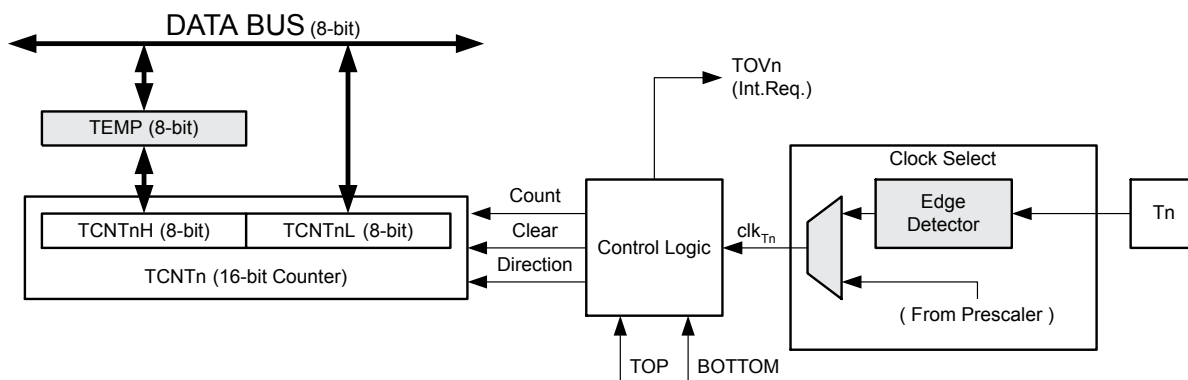 DATA BUS (8-bit)
TOVn
(Int.Req.)
TEMP (8-bit)
Clock Select
Count
Edge
Detector
Tn
TCNTnH (8-bit)
TCNTnL (8-bit)
Clear
Control Logic
clkTn
TCNTn (16-bit Counter)
Direction
( From Prescaler )
TOP
BOTTOM